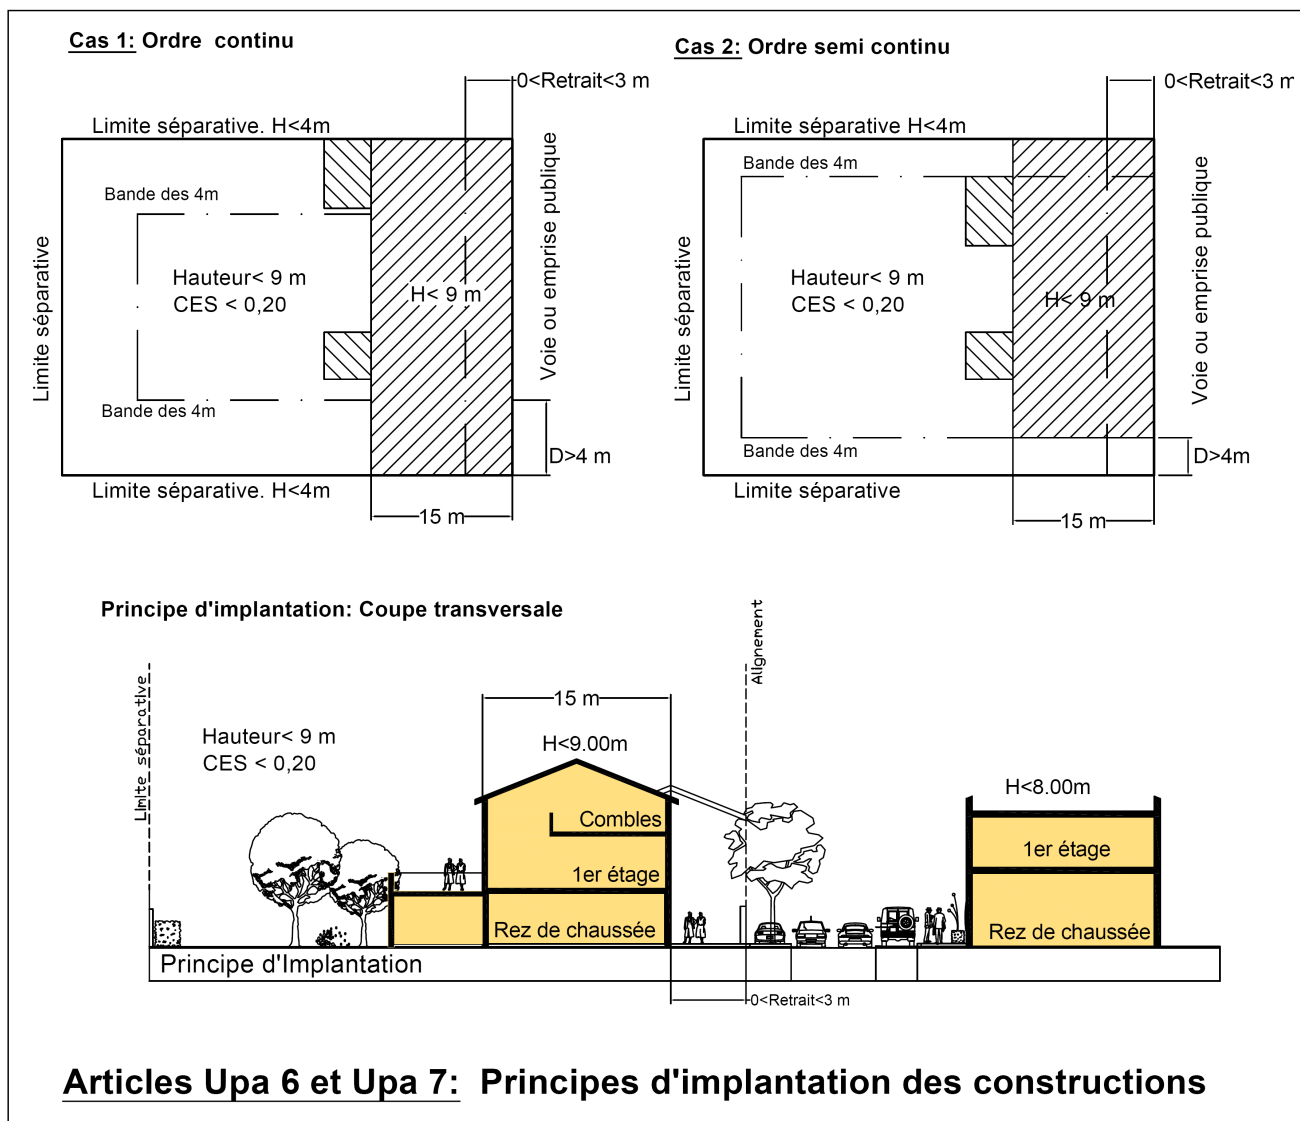 Cas 1: Ordre  continu
0<Retrait<3 m
Limite séparative. H<4m
Bande des 4m
Limite séparative
Hauteur< 9 m
CES < 0,20
H< 9 m
Voie ou emprise publique
Bande des 4m
D>4 m
Limite séparative. H<4m
15 m
Cas 2: Ordre semi continu
0<Retrait<3 m
Limite séparative H<4m
Bande des 4m
Limite séparative
Hauteur< 9 m
CES < 0,20
H< 9 m
Voie ou emprise publique
Bande des 4m
D>4m
Limite séparative
15 m
Principe d'implantation: Coupe transversale
Limite séparative
Alignement
15 m
Hauteur< 9 m
CES < 0,20
H<9.00m
H<8.00m
Combles
1er étage
1er étage
Rez de chaussée
Rez de chaussée
Principe d'Implantation
0<Retrait<3 m
Articles Upa 6 et Upa 7:  Principes d'implantation des constructions